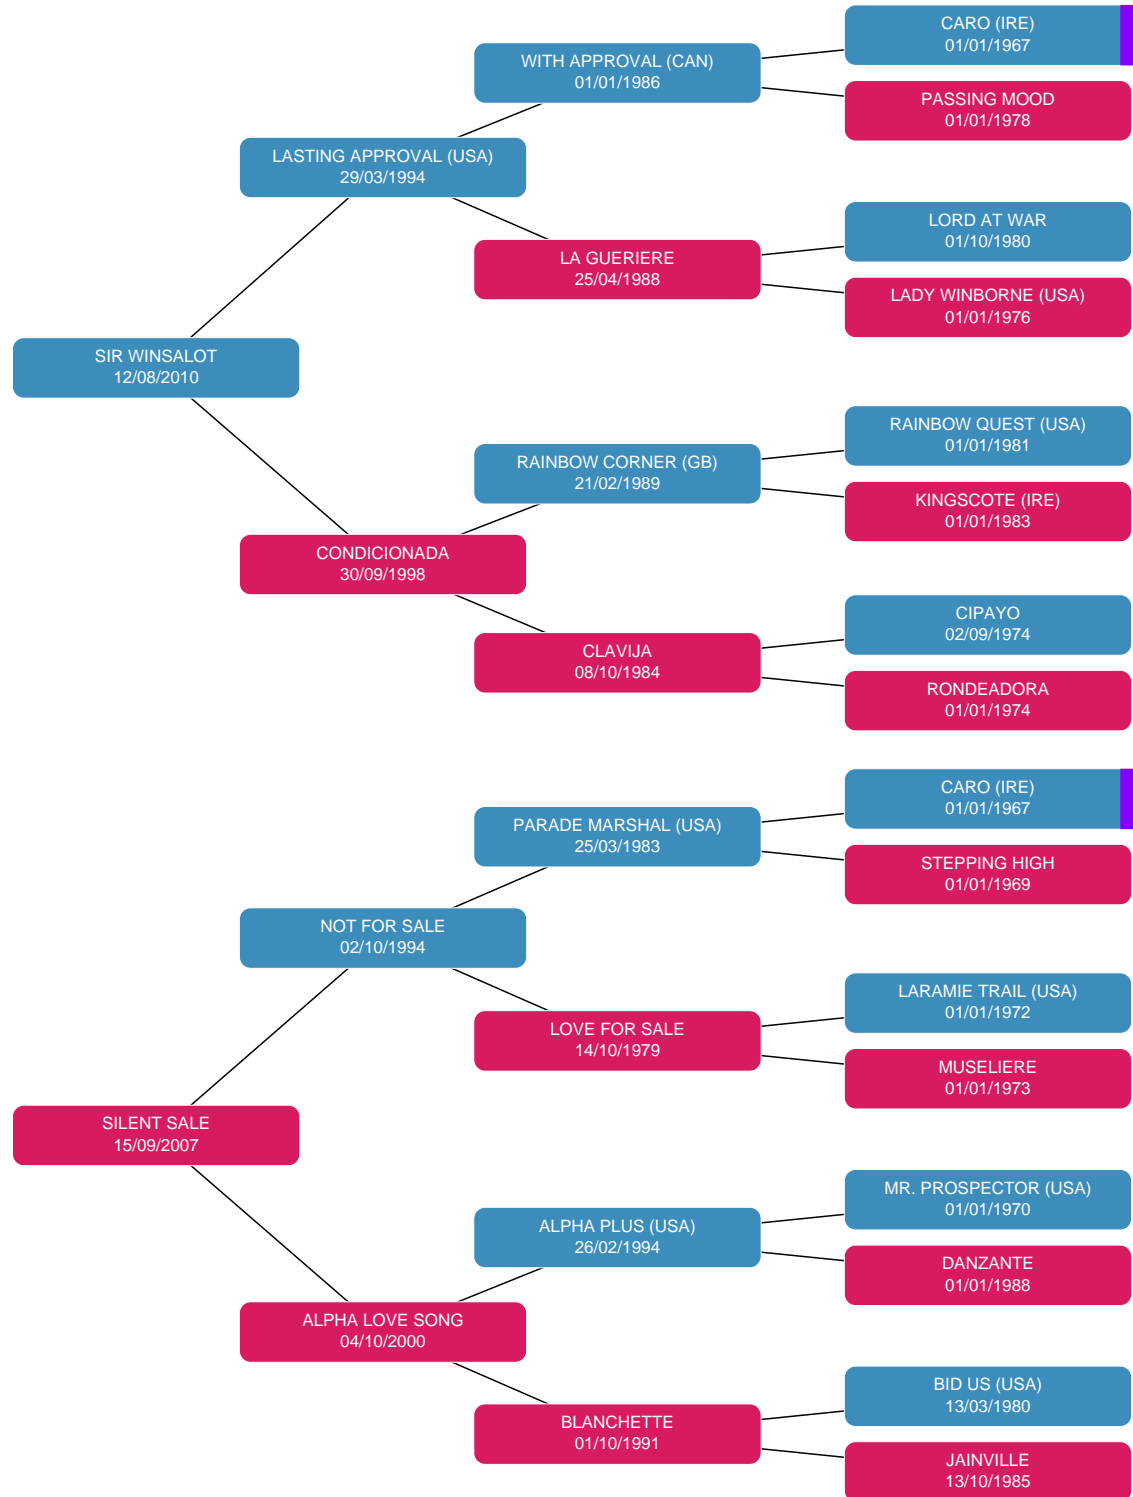 CARO (IRE)
01/01/1967
WITH APPROVAL (CAN)
01/01/1986
PASSING MOOD
01/01/1978
LASTING APPROVAL (USA)
29/03/1994
LORD AT WAR
01/10/1980
LA GUERIERE
25/04/1988
LADY WINBORNE (USA)
01/01/1976
SIR WINSALOT
12/08/2010
RAINBOW QUEST (USA)
01/01/1981
RAINBOW CORNER (GB)
21/02/1989
KINGSCOTE (IRE)
01/01/1983
CONDICIONADA
30/09/1998
CIPAYO
02/09/1974
CLAVIJA
08/10/1984
RONDEADORA
01/01/1974
CARO (IRE)
01/01/1967
PARADE MARSHAL (USA)
25/03/1983
STEPPING HIGH
01/01/1969
NOT FOR SALE
02/10/1994
LARAMIE TRAIL (USA)
01/01/1972
LOVE FOR SALE
14/10/1979
MUSELIERE
01/01/1973
SILENT SALE
15/09/2007
MR. PROSPECTOR (USA)
01/01/1970
ALPHA PLUS (USA)
26/02/1994
DANZANTE
01/01/1988
ALPHA LOVE SONG
04/10/2000
BID US (USA)
13/03/1980
BLANCHETTE
01/10/1991
JAINVILLE
13/10/1985